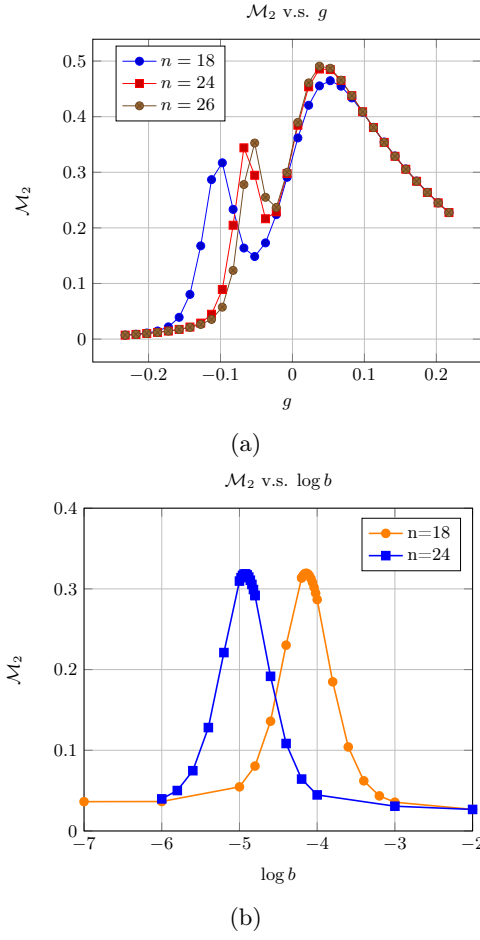 M₂ v.s. g
n = 18
n = 24
n = 26
0.5
0.4
0.3
0.2
0.1
0
M₂
−0.2 −0.1 0 0.1 0.2
g
(a)
M₂ v.s. log b
n=18
n=24
0.4
0.3
0.2
0.1
0
M₂
−7 −6 −5 −4 −3 −2
log b
(b)